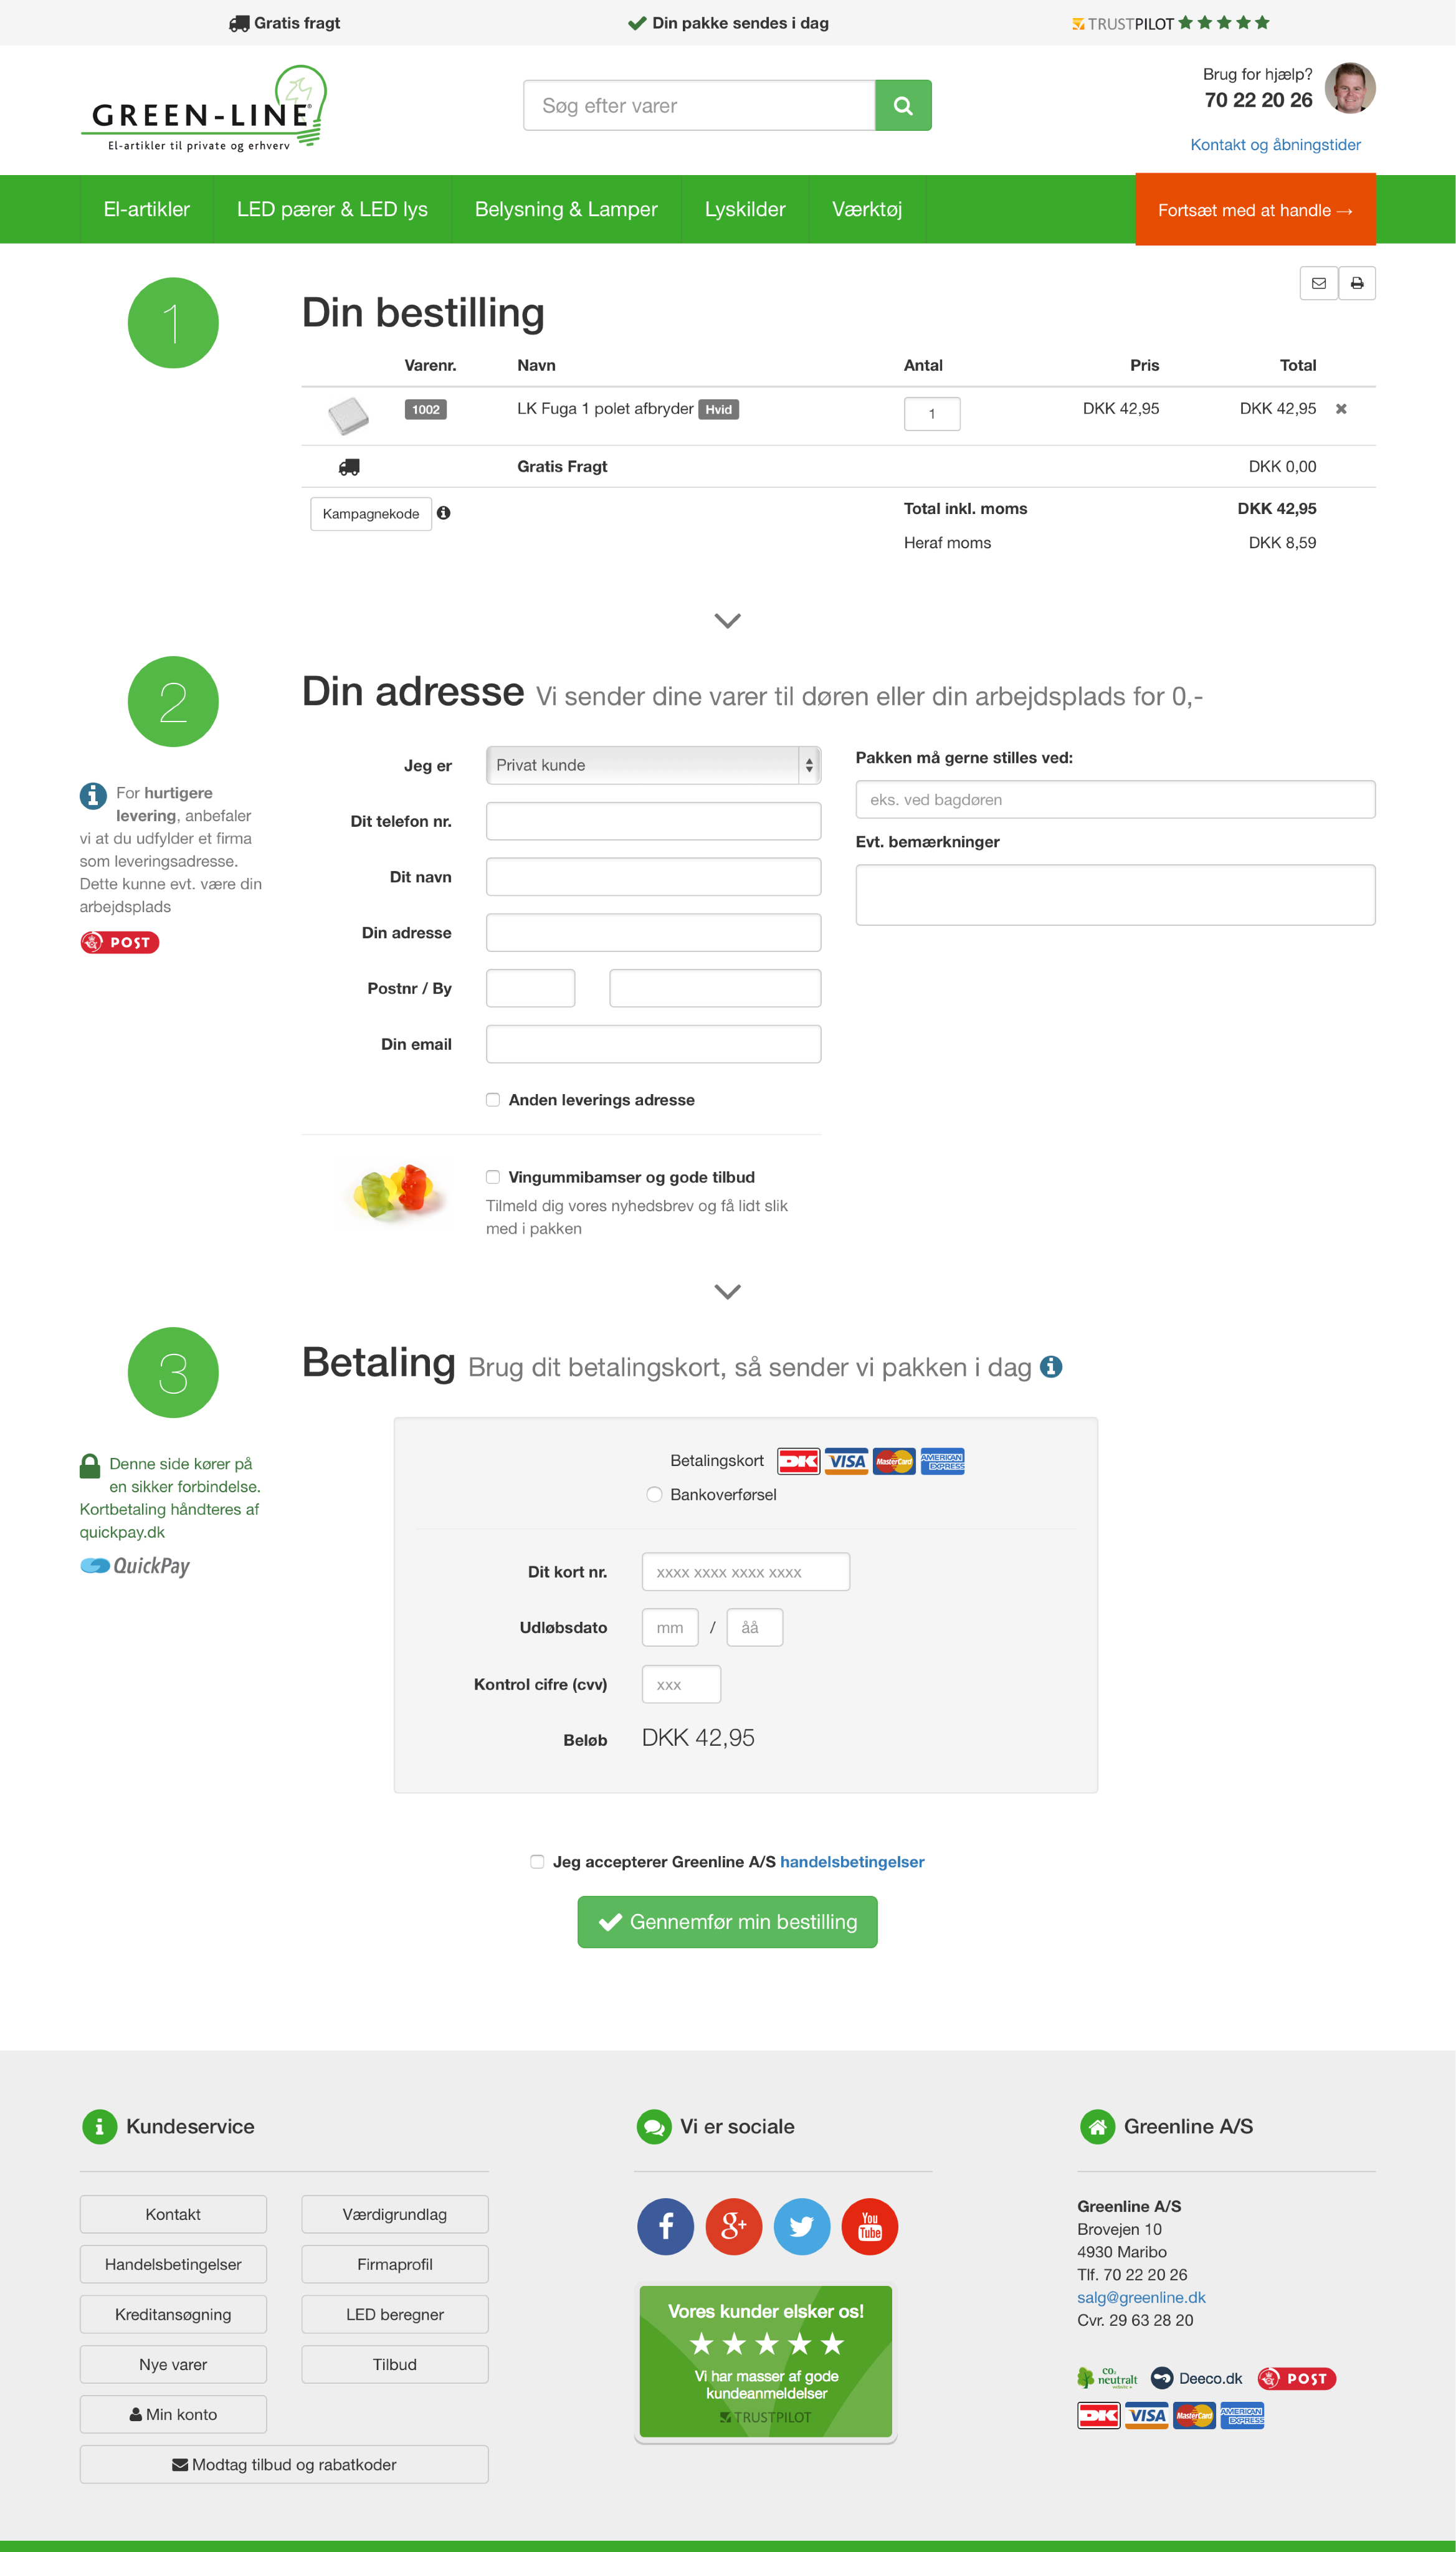 Gratis fragt
Din pakke sendes i dag
TRUSTPILOT
GREEN-LINE®
El-artikler til private og erhverv
Søg efter varer
Brug for hjælp?
70 22 20 26
Kontakt og åbningstider
El-artikler
LED pærer & LED lys
Belysning & Lamper
Lyskilder
Værktøj
Fortsæt med at handle →
1
Din bestilling
Varenr. Navn Antal Pris Total
1002 LK Fuga 1 polet afbryder Hvid 1 DKK 42,95 DKK 42,95
Gratis Fragt DKK 0,00
Kampagnekode
Total inkl. moms DKK 42,95
Heraf moms DKK 8,59
2
Din adresse Vi sender dine varer til døren eller din arbejdsplads for 0,-
For hurtigere
levering, anbefaler
vi at du udfylder et firma
som leveringsadresse.
Dette kunne evt. være din
arbejdsplads
POST
Jeg er Privat kunde
Dit telefon nr.
Dit navn
Din adresse
Postnr / By
Din email
Anden leverings adresse
Pakken må gerne stilles ved:
eks. ved bagdøren
Evt. bemærkninger
Vingummibamser og gode tilbud
Tilmeld dig vores nyhedsbrev og få lidt slik
med i pakken
3
Betaling Brug dit betalingskort, så sender vi pakken i dag
Denne side kører på
en sikker forbindelse.
Kortbetaling håndteres af
quickpay.dk
QuickPay
Betalingskort DK VISA MasterCard AMERICAN EXPRESS
Bankoverførsel
Dit kort nr. xxxx xxxx xxxx xxxx
Udløbsdato mm / åå
Kontrol cifre (cvv) xxx
Beløb DKK 42,95
Jeg accepterer Greenline A/S handelsbetingelser
Gennemfør min bestilling
Kundeservice
Kontakt Værdigrundlag
Handelsbetingelser Firmaprofil
Kreditansøgning LED beregner
Nye varer Tilbud
Min konto
Modtag tilbud og rabatkoder
Vi er sociale
f g+ You Tube
Vores kunder elsker os!
Vi har masser af gode
kundeanmeldelser
TRUSTPILOT
Greenline A/S
Greenline A/S
Brovejen 10
4930 Maribo
Tlf. 70 22 20 26
salg@greenline.dk
Cvr. 29 63 28 20
CO₂ neutralt Deeco.dk POST
DK VISA MasterCard AMERICAN EXPRESS